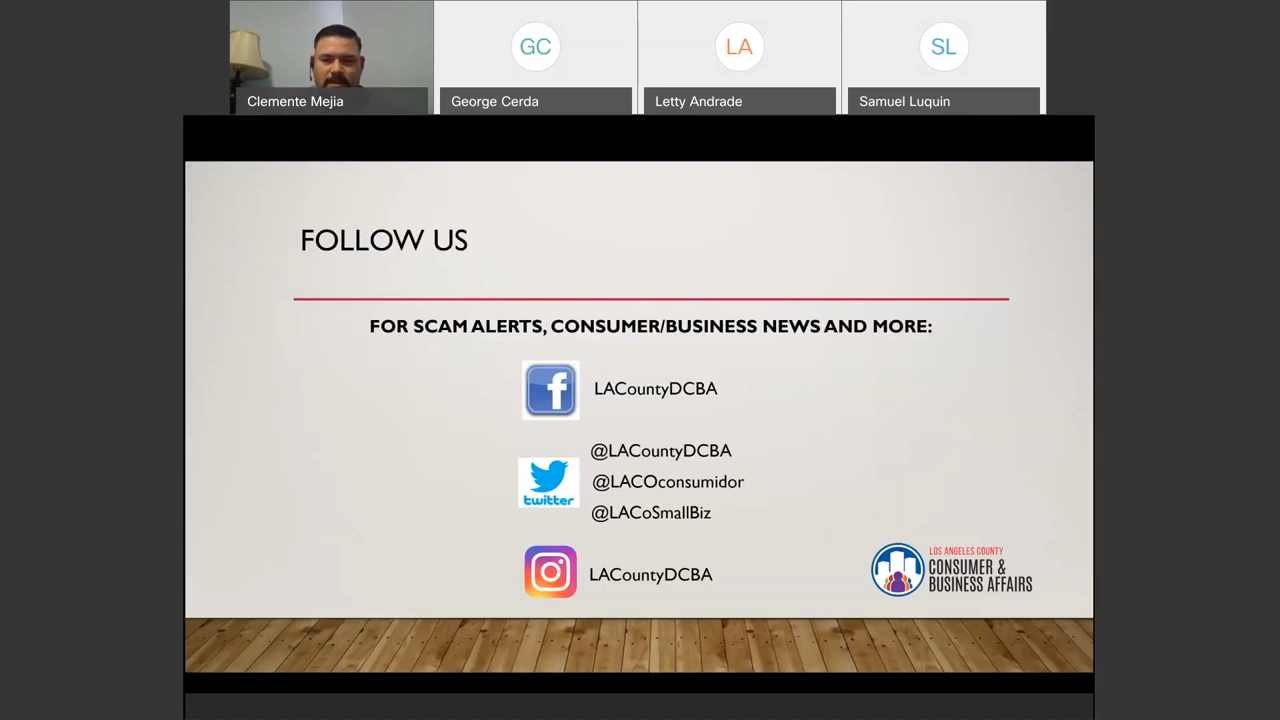 GC
LA
SL
Clemente Mejia
George Cerda
Letty Andrade
Samuel Luquin
FOLLOW US
FOR SCAM ALERTS, CONSUMER/BUSINESS NEWS AND MORE:
f
LACountyDCBA
@LACountyDCBA
@LACOconsumidor
twitter
@LACoSmallBiz
LACountyDCBA
LOS ANGELES COUNTY
CONSUMER &
BUSINESS AFFAIRS